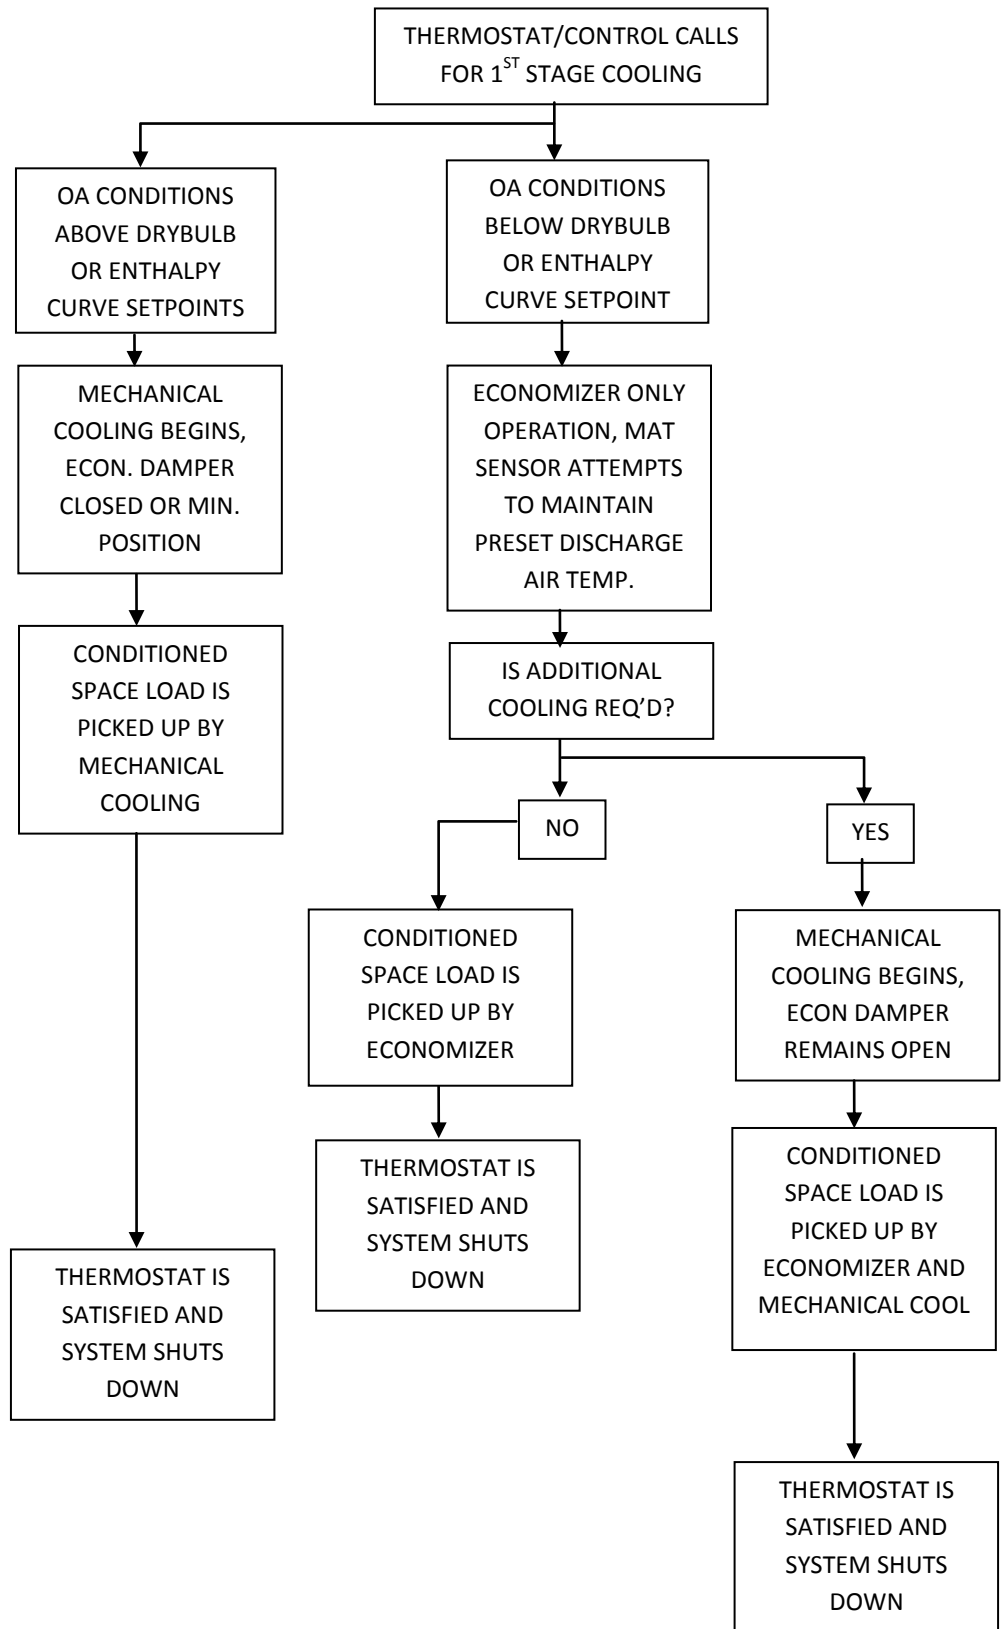 THERMOSTAT/CONTROL CALLS
FOR 1ST STAGE COOLING
OA CONDITIONS
ABOVE DRYBULB
OR ENTHALPY
CURVE SETPOINTS
OA CONDITIONS
BELOW DRYBULB
OR ENTHALPY
CURVE SETPOINT
MECHANICAL
COOLING BEGINS,
ECON. DAMPER
CLOSED OR MIN.
POSITION
ECONOMIZER ONLY
OPERATION, MAT
SENSOR ATTEMPTS
TO MAINTAIN
PRESET DISCHARGE
AIR TEMP.
CONDITIONED
SPACE LOAD IS
PICKED UP BY
MECHANICAL
COOLING
IS ADDITIONAL
COOLING REQ’D?
NO
YES
CONDITIONED
SPACE LOAD IS
PICKED UP BY
ECONOMIZER
MECHANICAL
COOLING BEGINS,
ECON DAMPER
REMAINS OPEN
THERMOSTAT IS
SATISFIED AND
SYSTEM SHUTS
DOWN
CONDITIONED
SPACE LOAD IS
PICKED UP BY
ECONOMIZER AND
MECHANICAL COOL
THERMOSTAT IS
SATISFIED AND
SYSTEM SHUTS
DOWN
THERMOSTAT IS
SATISFIED AND
SYSTEM SHUTS
DOWN